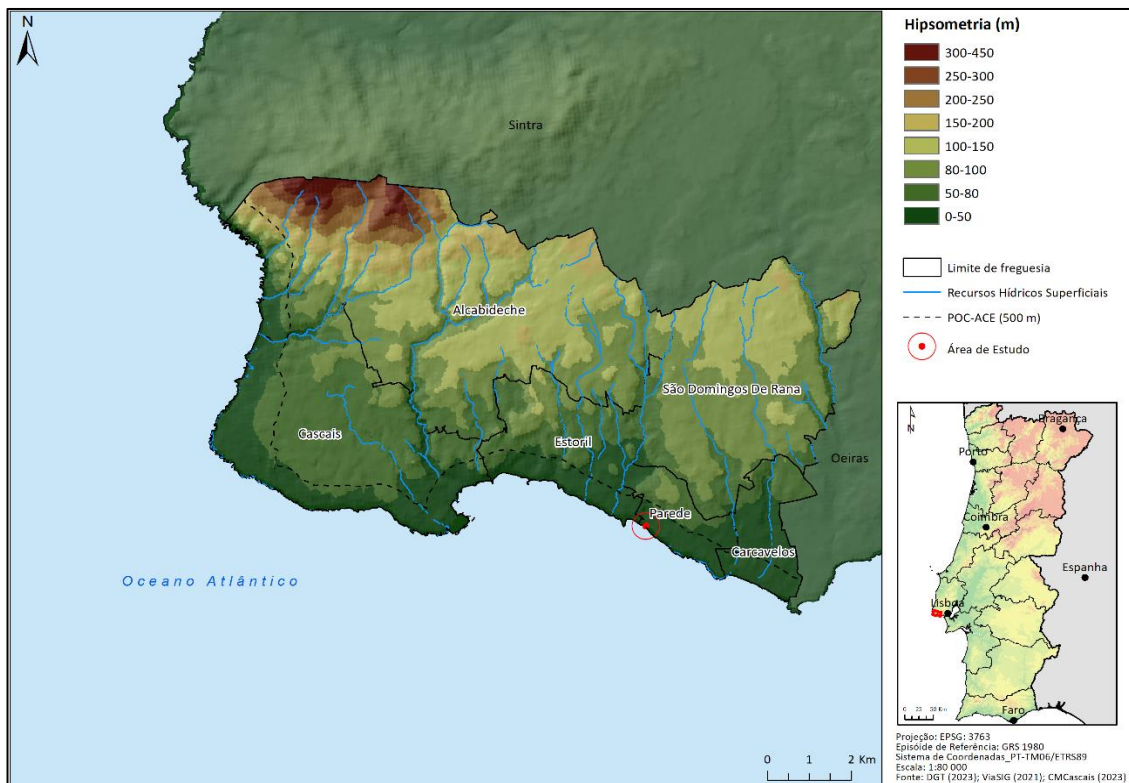 N
Sintra
Alcabideche
São Domingos De Rana
Cascais
Estoril
Oeiras
Parede
Carcavelos
Oceano Atlântico
0 1 2 Km
Hipsometria (m)
300-450
250-300
200-250
150-200
100-150
80-100
50-80
0-50
Limite de freguesia
Recursos Hídricos Superficiais
POC-ACE (500 m)
Área de Estudo
N
Bragança
Porto
Coimbra
Espanha
Lisboa
Faro
0 25 50 Km
Projeção: EPSG: 3763
Episóide de Referência: GRS 1980
Sistema de Coordenadas_PT-TM06/ETRS89
Escala: 1:80 000
Fonte: DGT (2023); ViaSIG (2021); CMCascais (2023)